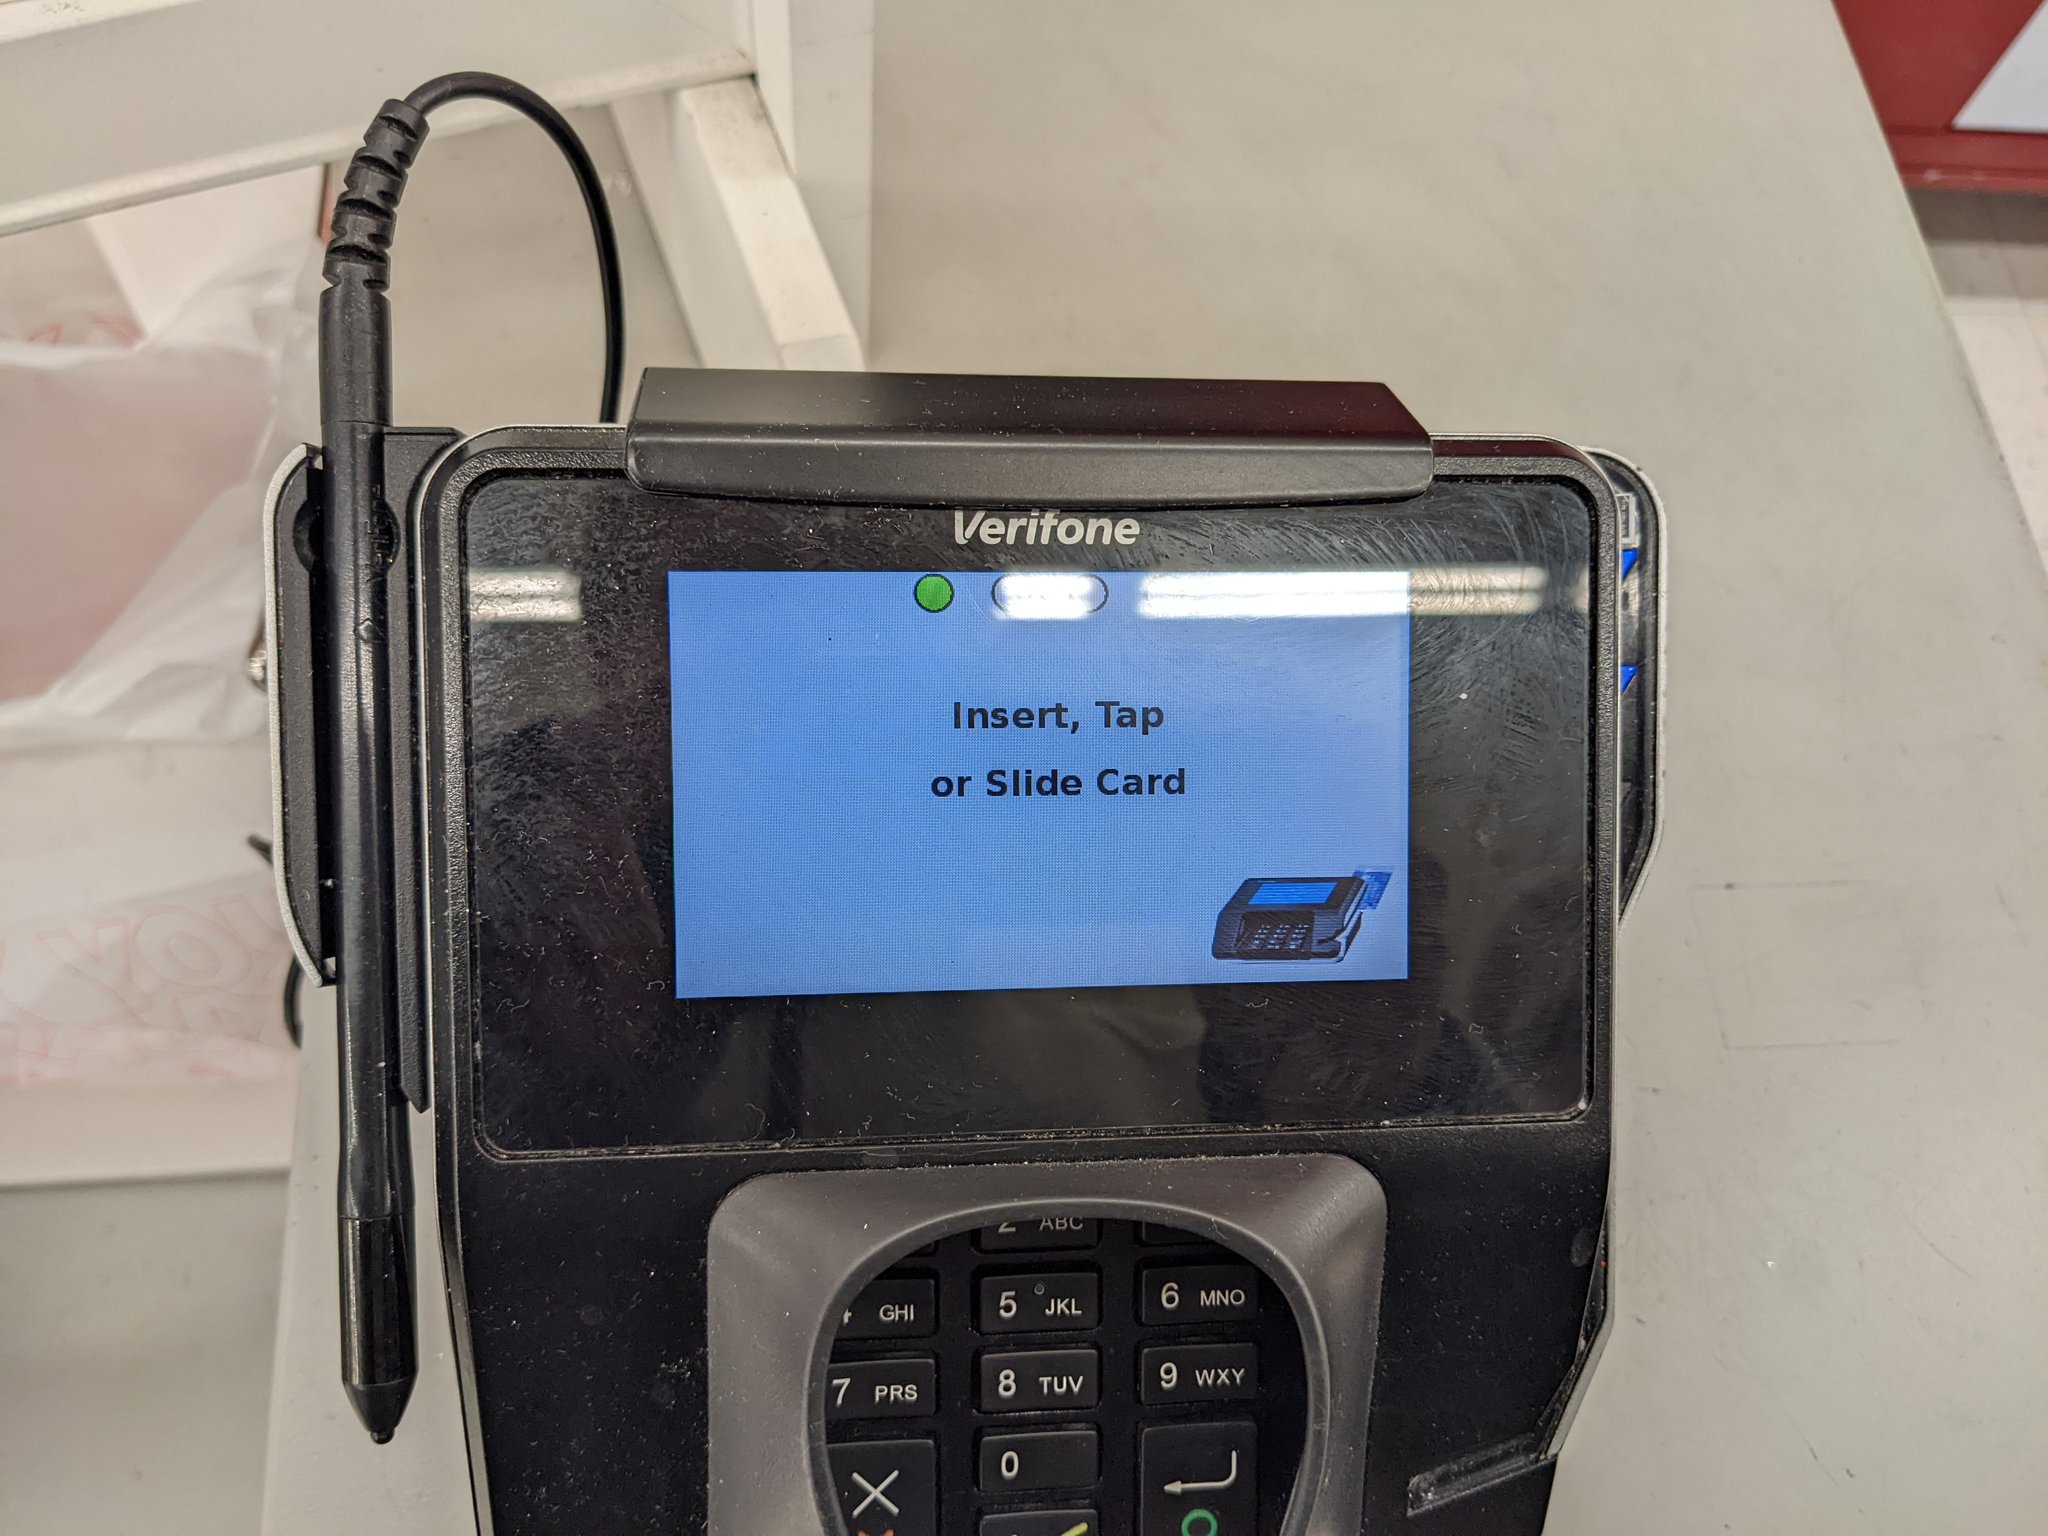 Verifone
Insert, Tap
or Slide Card
ABC
GHI
5 JKL
6 MNO
7 PRS
8 TUV
9 WXY
0